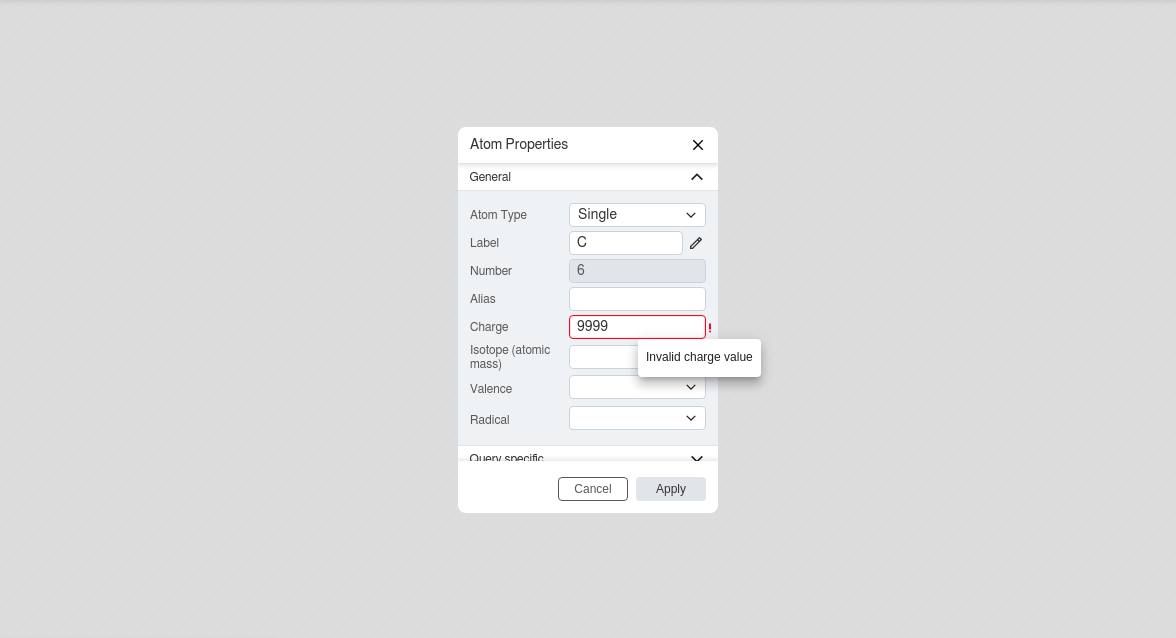 Atom Properties
General
Atom Type Single
Label C
Number 6
Alias
Charge 9999 !
Isotope (atomic
mass)
Invalid charge value
Valence
Radical
Query specific
Cancel Apply